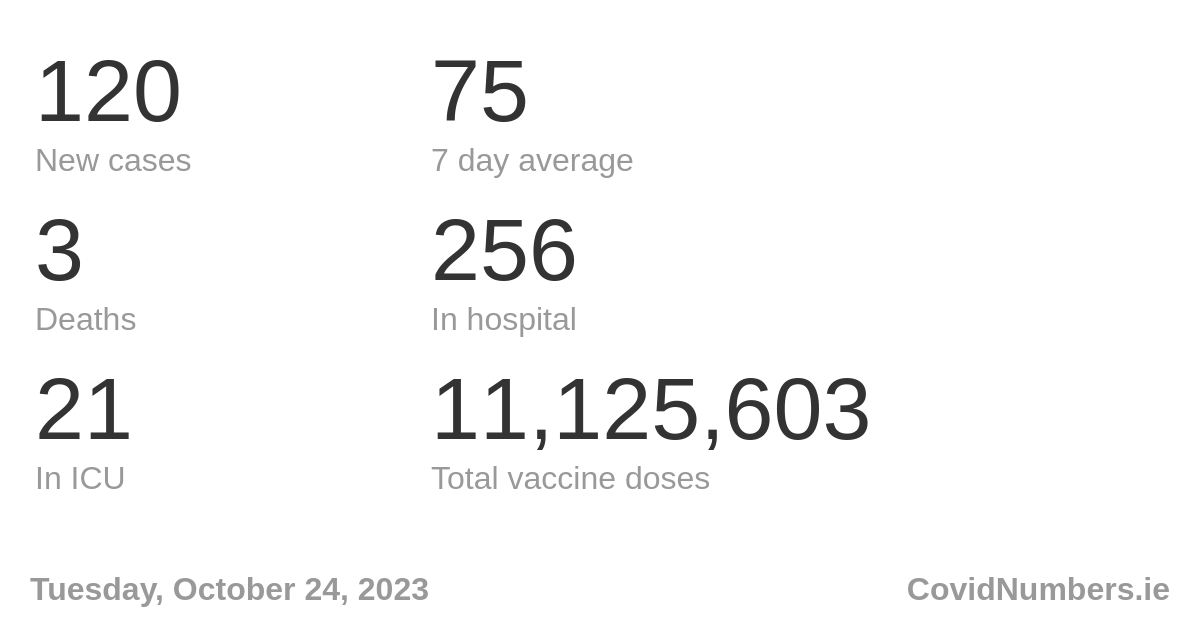 120
75
New cases
7 day average
3
256
Deaths
In hospital
21
11,125,603
In ICU
Total vaccine doses
Tuesday, October 24, 2023
CovidNumbers.ie